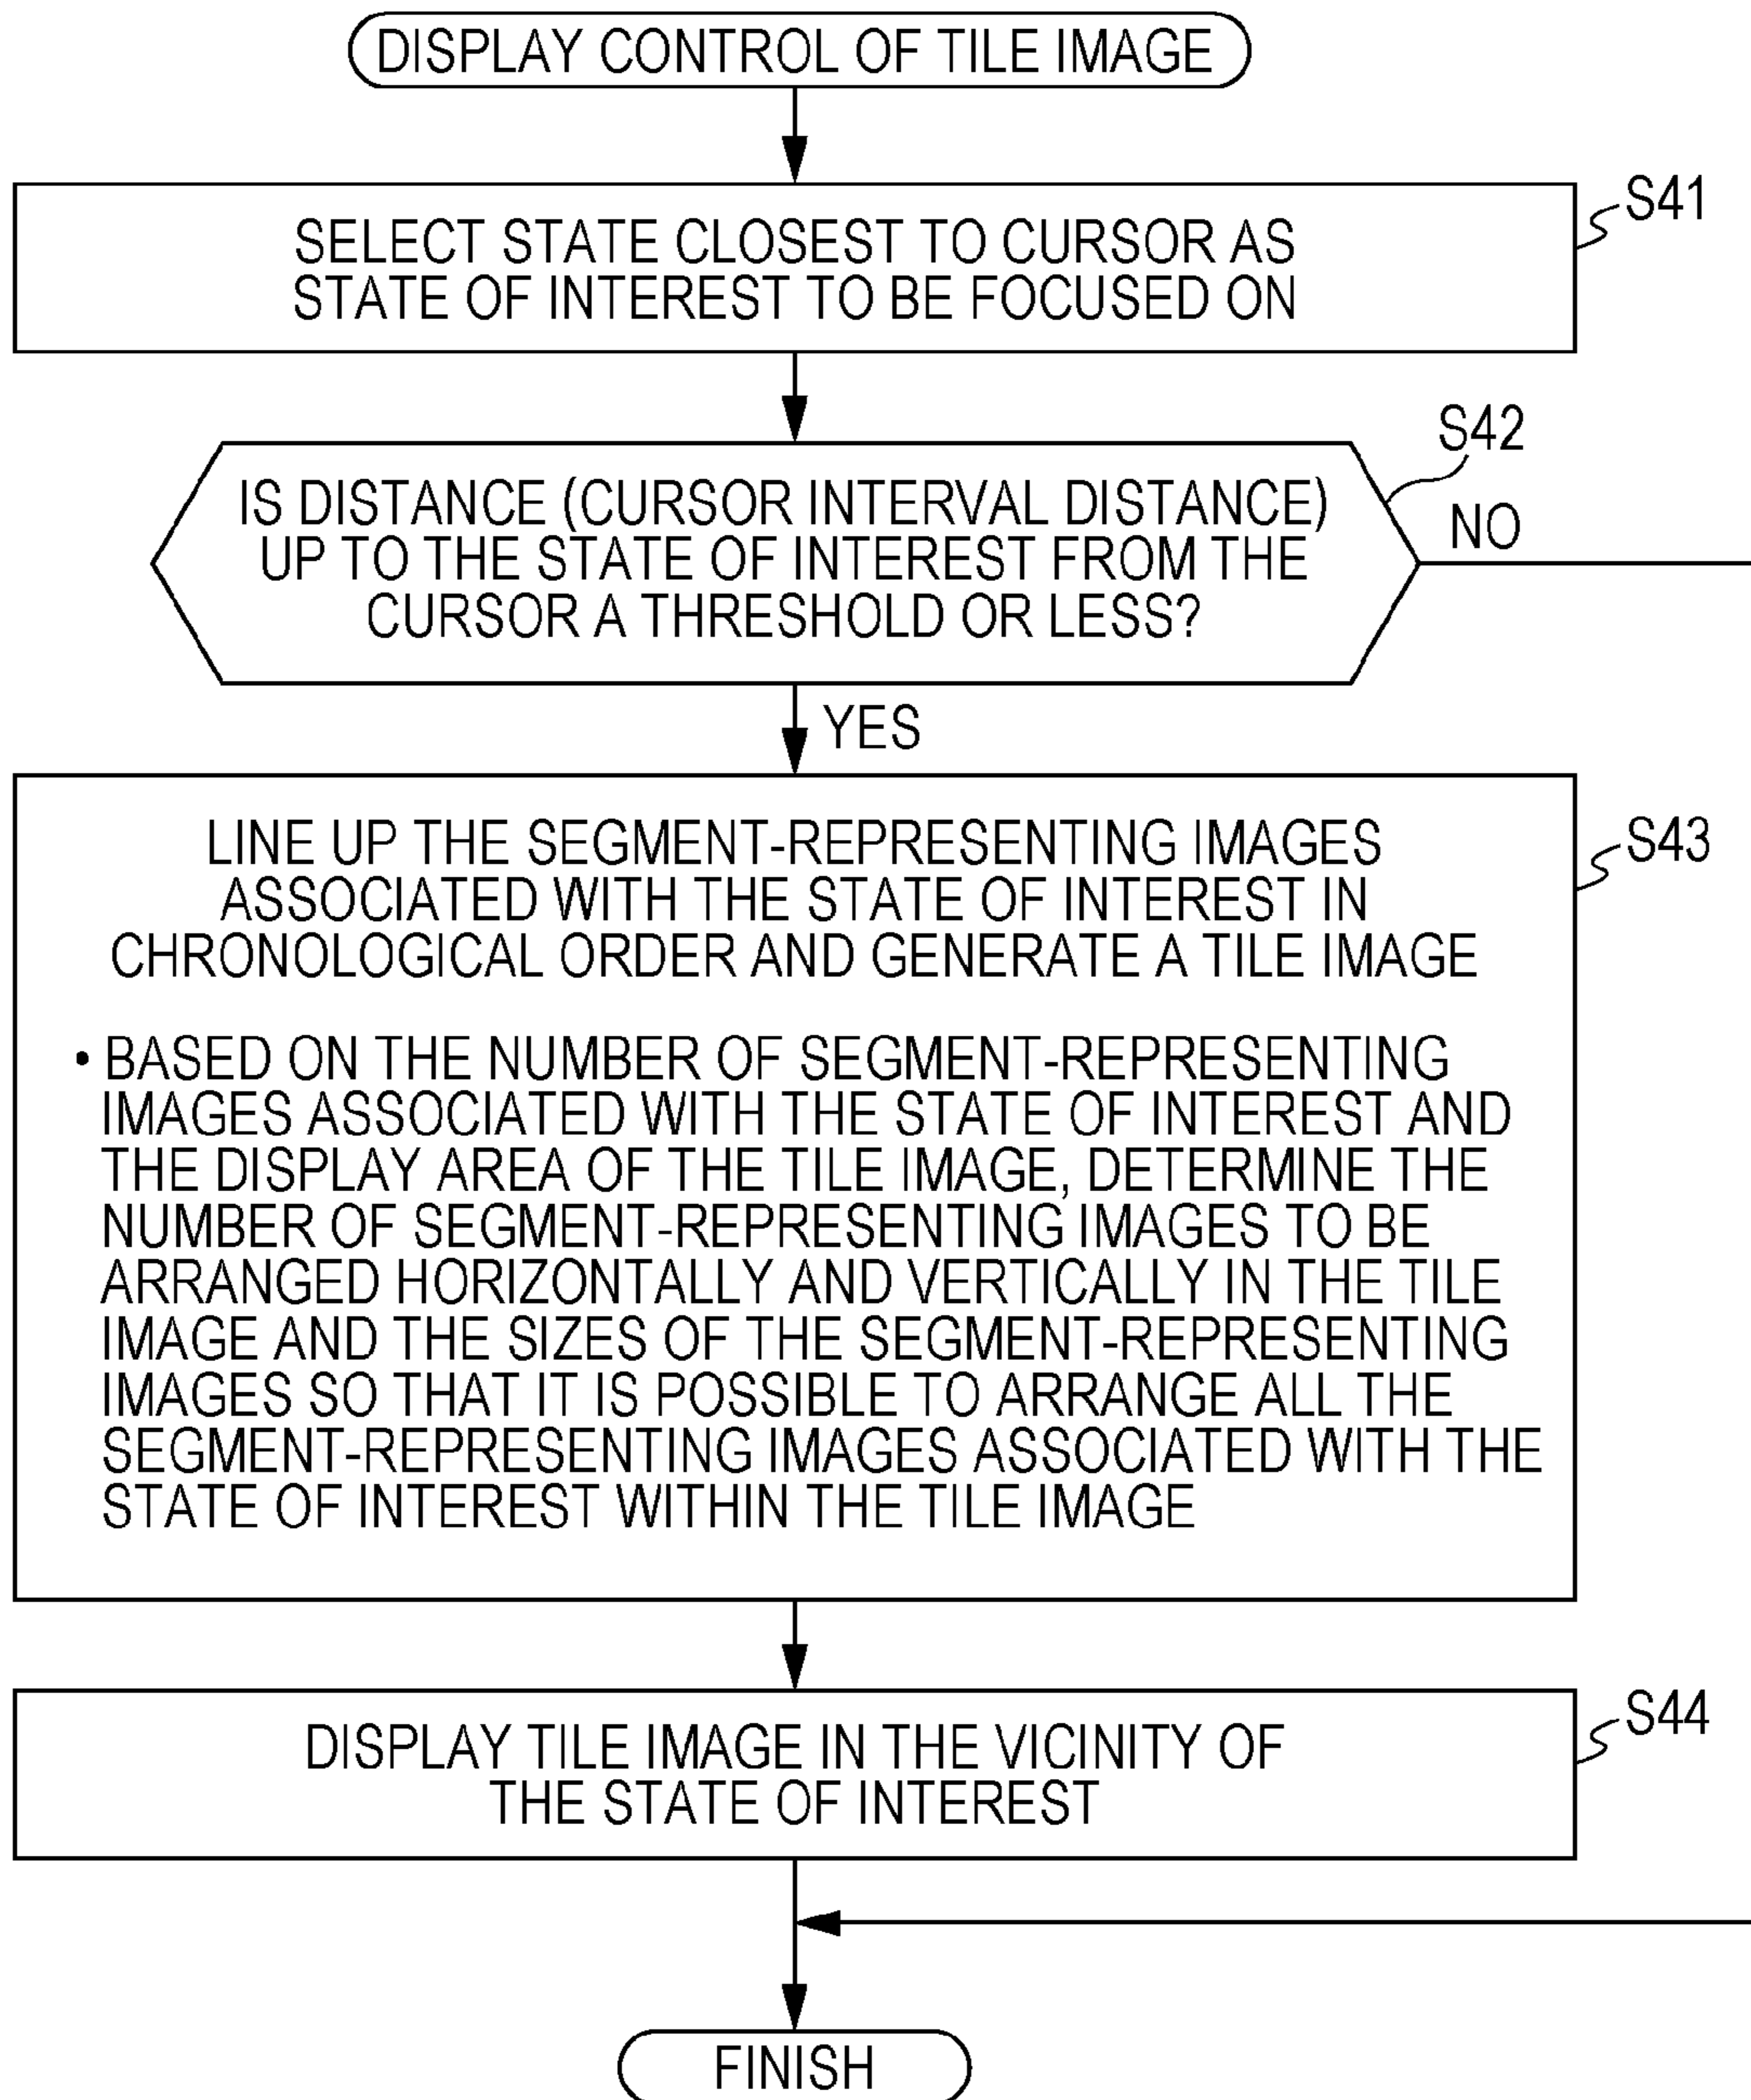 DISPLAY CONTROL OF TILE IMAGE
S41
SELECT STATE CLOSEST TO CURSOR AS
STATE OF INTEREST TO BE FOCUSED ON
S42
IS DISTANCE (CURSOR INTERVAL DISTANCE)
UP TO THE STATE OF INTEREST FROM THE
CURSOR A THRESHOLD OR LESS?
NO
YES
S43
LINE UP THE SEGMENT-REPRESENTING IMAGES
ASSOCIATED WITH THE STATE OF INTEREST IN
CHRONOLOGICAL ORDER AND GENERATE A TILE IMAGE
• BASED ON THE NUMBER OF SEGMENT-REPRESENTING
IMAGES ASSOCIATED WITH THE STATE OF INTEREST AND
THE DISPLAY AREA OF THE TILE IMAGE, DETERMINE THE
NUMBER OF SEGMENT-REPRESENTING IMAGES TO BE
ARRANGED HORIZONTALLY AND VERTICALLY IN THE TILE
IMAGE AND THE SIZES OF THE SEGMENT-REPRESENTING
IMAGES SO THAT IT IS POSSIBLE TO ARRANGE ALL THE
SEGMENT-REPRESENTING IMAGES ASSOCIATED WITH THE
STATE OF INTEREST WITHIN THE TILE IMAGE
S44
DISPLAY TILE IMAGE IN THE VICINITY OF
THE STATE OF INTEREST
FINISH